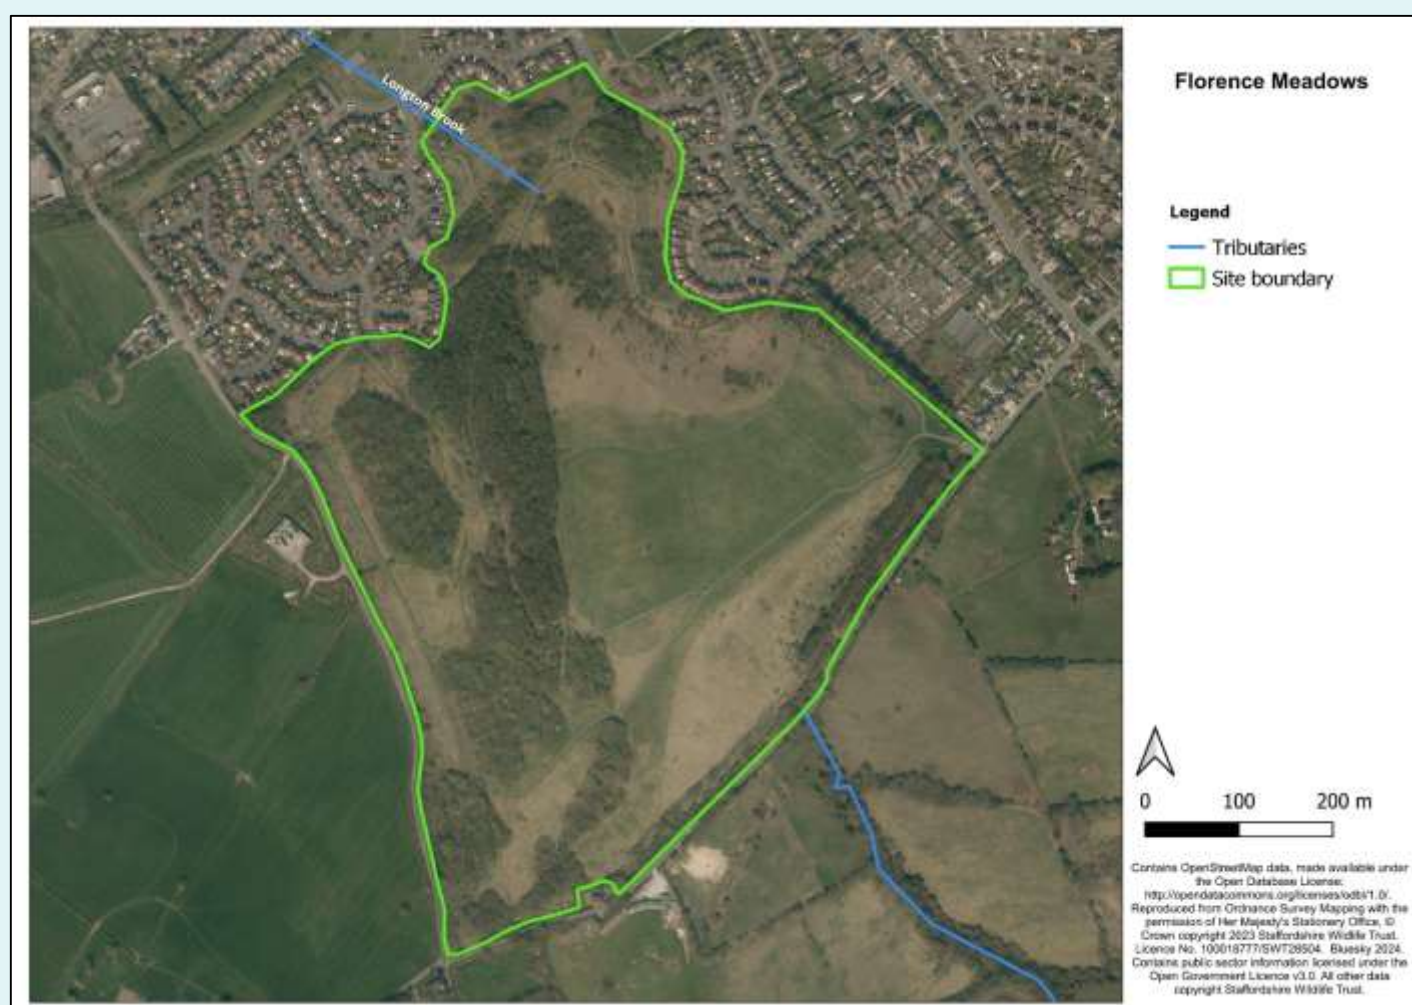 Longton Brook
Florence Meadows
Legend
Tributaries
Site boundary
0 100 200 m
Contains OpenStreetMap data, made available under
the Open Database License:
http://opendatacommons.org/licenses/odbl/1.0/.
Reproduced from Ordnance Survey Mapping with the
permission of Her Majesty's Stationery Office, ©
Crown copyright 2023 Staffordshire Wildlife Trust.
Licence No. 100018777/SWT28504. Bluesky 2024.
Contains public sector information licensed under the
Open Government Licence v3.0. All other data
copyright Staffordshire Wildlife Trust.